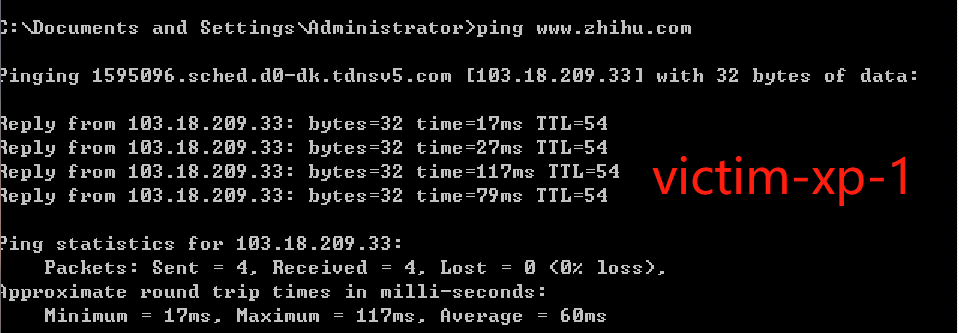 C:\Documents and Settings\Administrator>ping www.zhihu.com
Pinging 1595096.sched.d0-dk.tdnsv5.com [103.18.209.33] with 32 bytes of data:
Reply from 103.18.209.33: bytes=32 time=17ms TTL=54
Reply from 103.18.209.33: bytes=32 time=27ms TTL=54
Reply from 103.18.209.33: bytes=32 time=117ms TTL=54
Reply from 103.18.209.33: bytes=32 time=79ms TTL=54
victim-xp-1
Ping statistics for 103.18.209.33:
    Packets: Sent = 4, Received = 4, Lost = 0 (0% loss),
Approximate round trip times in milli-seconds:
    Minimum = 17ms, Maximum = 117ms, Average = 60ms